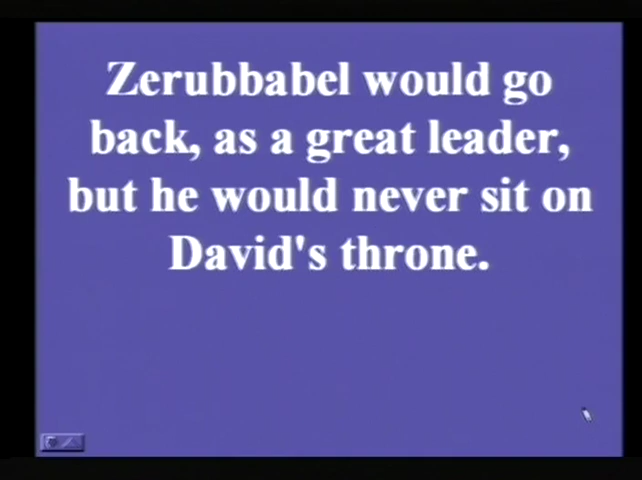 Zerubbabel would go
back, as a great leader,
but he would never sit on
David's throne.